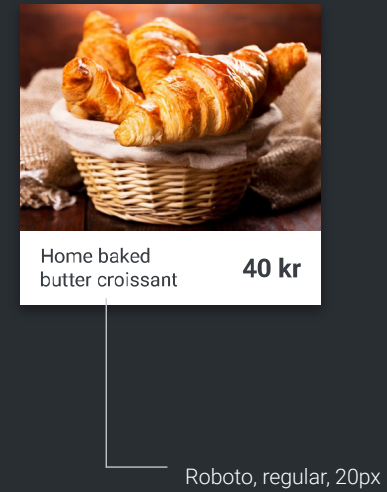 Home baked
butter croissant
40 kr
Roboto, regular, 20px